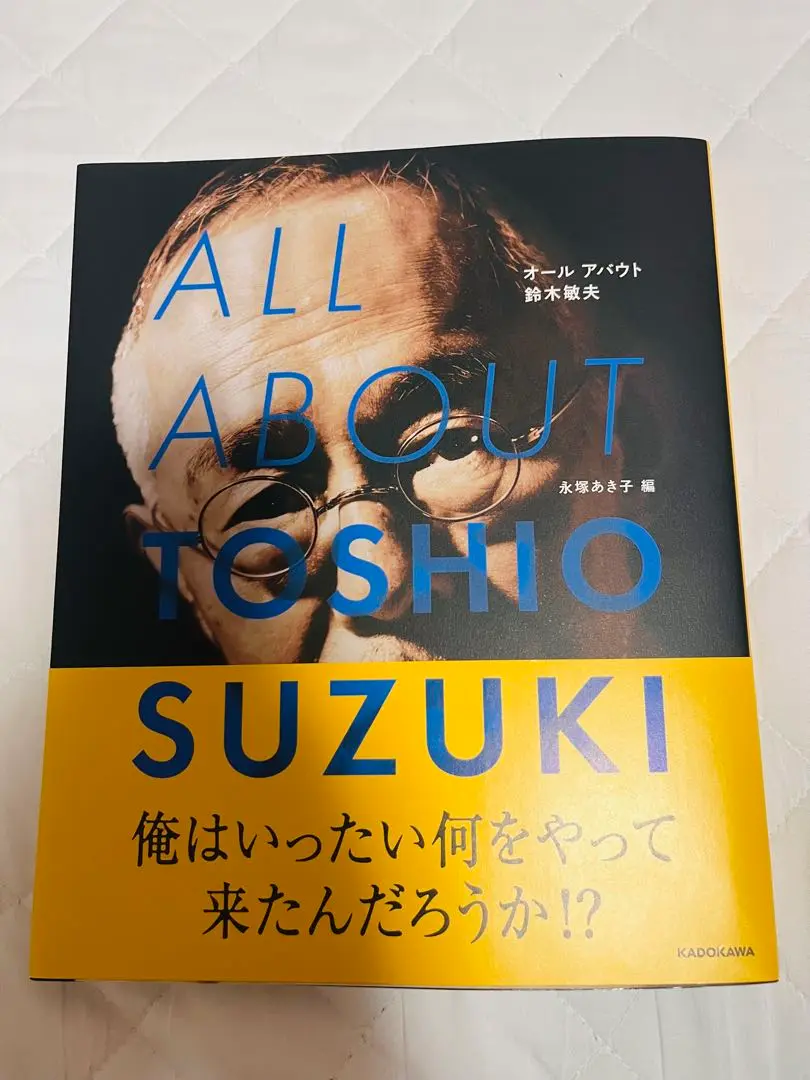 ALL
ABOUT
TOSHIO
SUZUKI
オール アバウト
鈴木敏夫
永塚あき子 編
俺はいったい何をやって
来たんだろうか!?
KADOKAWA